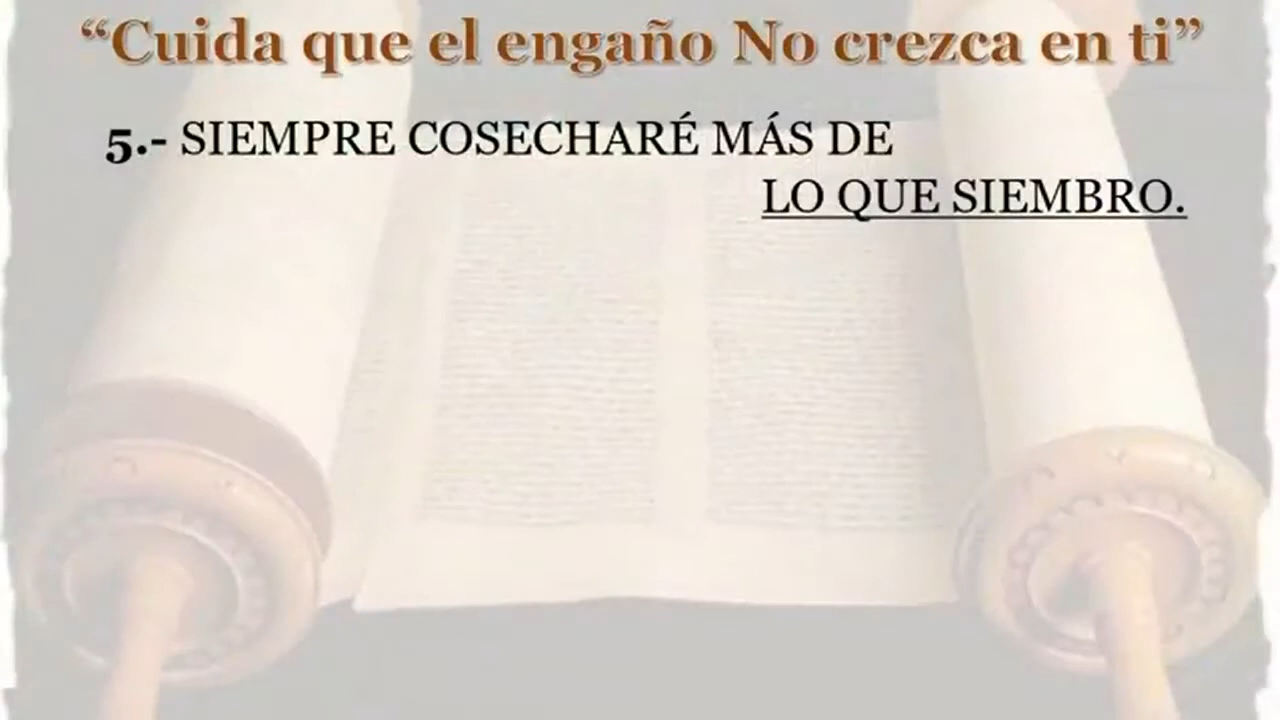 “Cuida que el engaño No crezca en ti”
5.- SIEMPRE COSECHARÉ MÁS DE
LO QUE SIEMBRO.